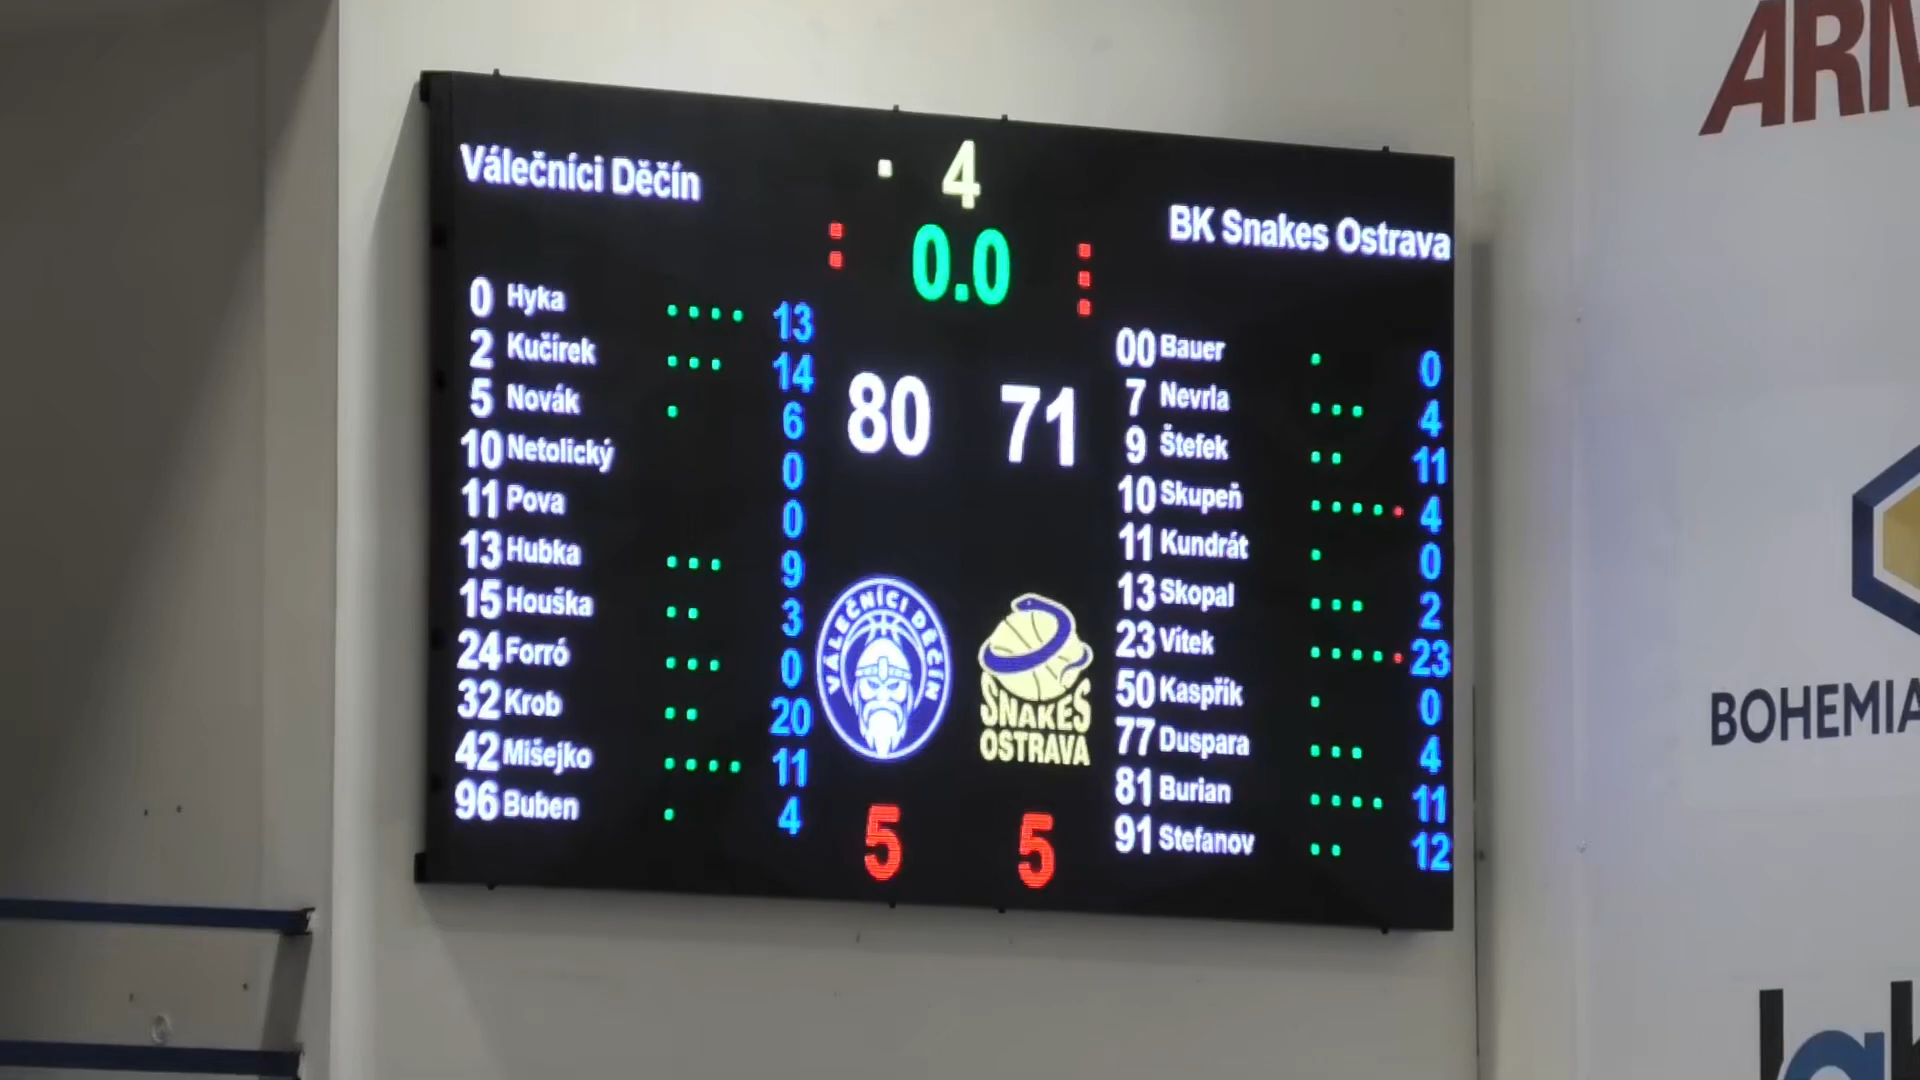 Válečníci Děčín
4
BK Snakes Ostrava
0.0
0 Hyka 13
2 Kučírek 14
5 Novák 6
10 Netolický 0
11 Pova 0
13 Hubka 9
15 Houška 3
24 Forró 0
32 Krob 20
42 Mišejko 11
96 Buben 4
80 71
VÁLEČNÍCI DĚČÍN
SNAKES
OSTRAVA
5 5
00 Bauer 0
7 Nevrla 4
9 Štefek 11
10 Skupeň 4
11 Kundrát 0
13 Skopal 2
23 Vítek 23
50 Kaspřík 0
77 Duspara 4
81 Burian 11
91 Stefanov 12
BOHEMIA